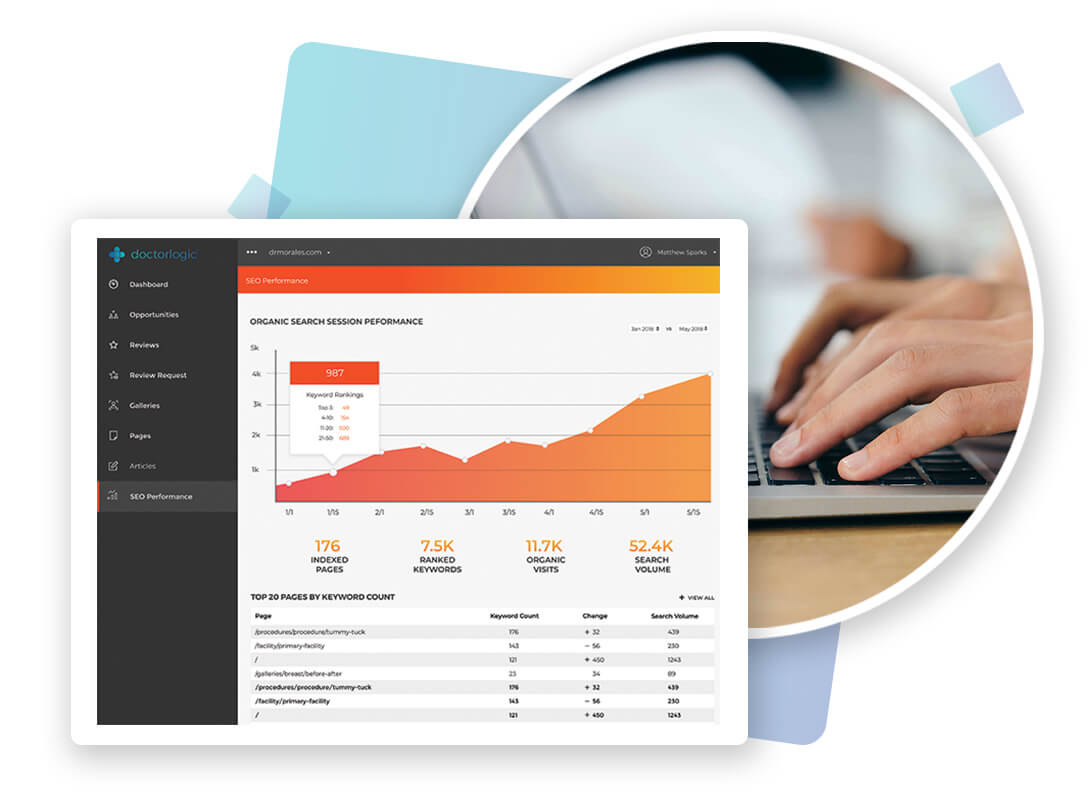 doctorlogic
••• drmorales.com
Matthew Sparks
Dashboard
Opportunities
Reviews
Review Request
Galleries
Pages
Articles
SEO Performance
SEO Performance
ORGANIC SEARCH SESSION PEFORMANCE
Jan 2018 vs May 2018
5k
4k
3k
2k
1k
987
Keyword Rankings
Top 3:
4-10:
11-20:
21-50:
1/1 1/15 2/1 2/15 3/1 3/15 4/1 4/15 5/1 5/15
176 7.5K 11.7K 52.4K
INDEXED RANKED ORGANIC SEARCH
PAGES KEYWORDS VISITS VOLUME
TOP 20 PAGES BY KEYWORD COUNT + VIEW ALL
Page Keyword Count Change Search Volume
/procedures/procedure/tummy-tuck 176 + 32 439
/facility/primary-facility 143 − 56 230
/ 121 + 450 1243
/galleries/breast/before-after 23 34 89
/procedures/procedure/tummy-tuck 176 + 32 439
/facility/primary-facility 143 − 56 230
/ 121 + 450 1243